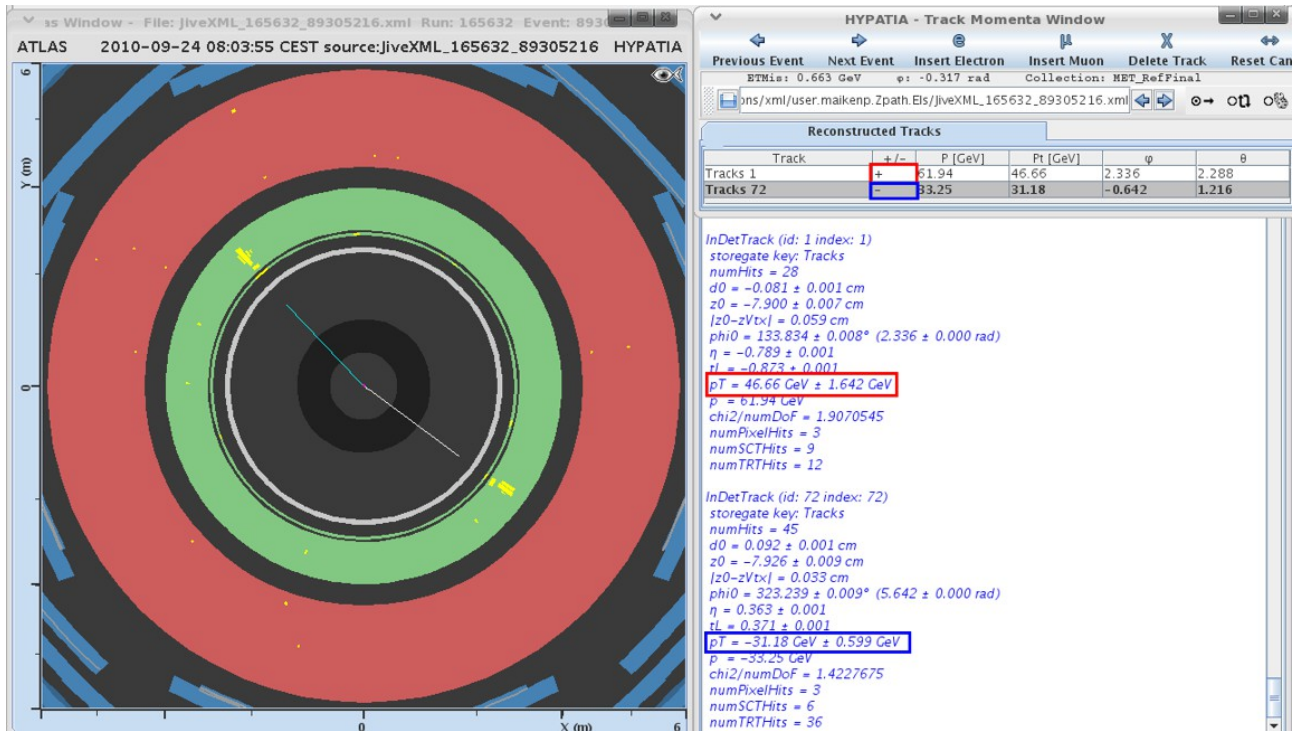 as Window - File: JiveXML_165632_89305216.xml Run: 165632 Event: 8930
ATLAS 2010-09-24 08:03:55 CEST source:JiveXML_165632_89305216 HYPATIA
6
Y (m)
0
0 X (m) 6
HYPATIA - Track Momenta Window
Previous Event Next Event Insert Electron Insert Muon Delete Track Reset Can
ETMis: 0.663 GeV φ: -0.317 rad Collection: MET_RefFinal
ons/xml/user.maikenp.Zpath.Els/JiveXML_165632_89305216.xml
Reconstructed Tracks
Track +/- P [GeV] Pt [GeV] φ θ
Tracks 1 + 61.94 46.66 2.336 2.288
Tracks 72 - 33.25 31.18 -0.642 1.216
InDetTrack (id: 1 index: 1)
storegate key: Tracks
numHits = 28
d0 = -0.081 ± 0.001 cm
z0 = -7.900 ± 0.007 cm
|z0-zVtx| = 0.059 cm
phi0 = 133.834 ± 0.008° (2.336 ± 0.000 rad)
η = -0.789 ± 0.001
tL = -0.873 ± 0.001
pT = 46.66 GeV ± 1.642 GeV
p = 61.94 GeV
chi2/numDoF = 1.9070545
numPixelHits = 3
numSCTHits = 9
numTRTHits = 12
InDetTrack (id: 72 index: 72)
storegate key: Tracks
numHits = 45
d0 = 0.092 ± 0.001 cm
z0 = -7.926 ± 0.009 cm
|z0-zVtx| = 0.033 cm
phi0 = 323.239 ± 0.009° (5.642 ± 0.000 rad)
η = 0.363 ± 0.001
tL = 0.371 ± 0.001
pT = -31.18 GeV ± 0.599 GeV
p = -33.25 GeV
chi2/numDoF = 1.4227675
numPixelHits = 3
numSCTHits = 6
numTRTHits = 36